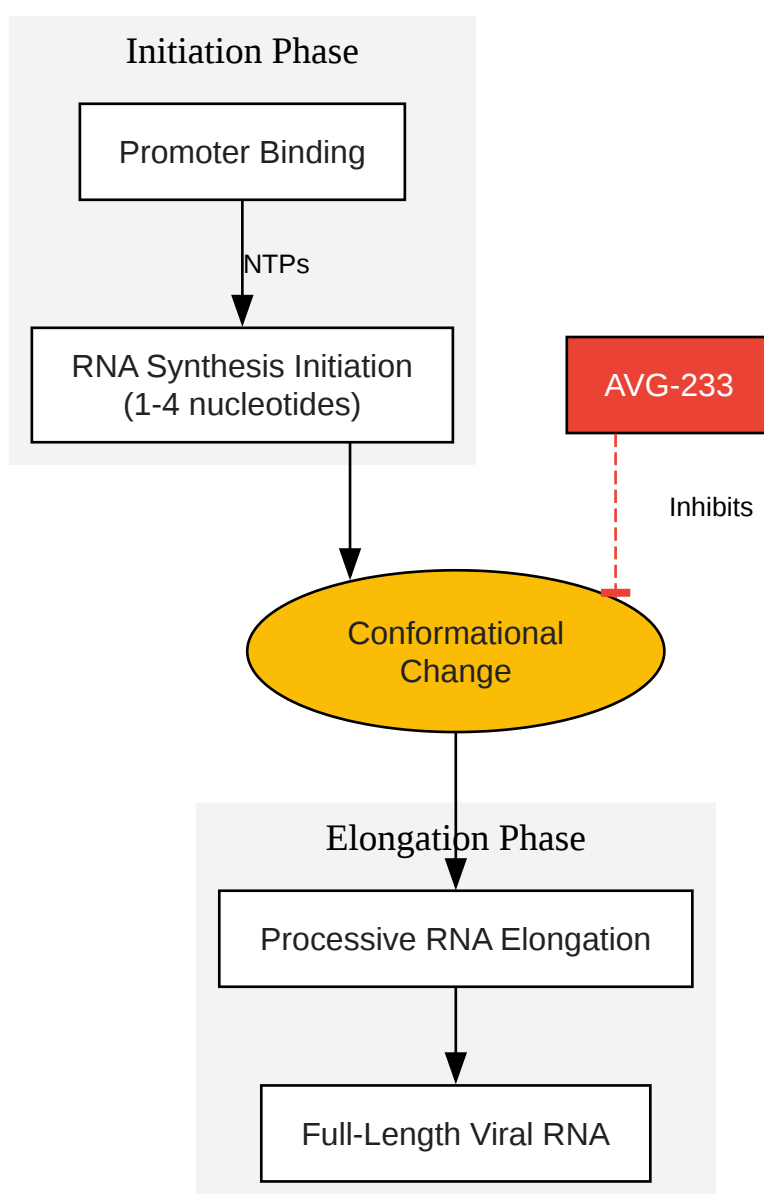 Initiation Phase
Promoter Binding
NTPs
RNA Synthesis Initiation
(1-4 nucleotides)
AVG-233
Inhibits
Conformational
Change
Elongation Phase
Processive RNA Elongation
Full-Length Viral RNA